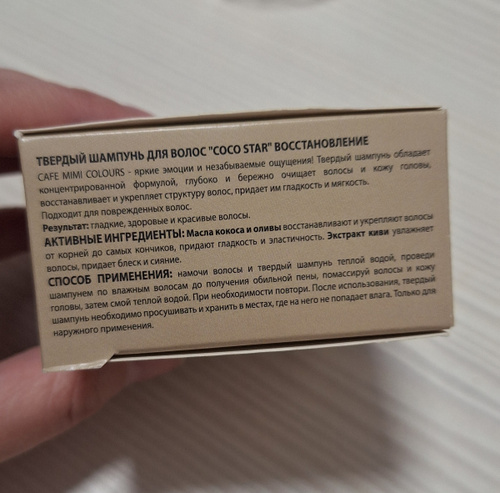 ТВЕРДЫЙ ШАМПУНЬ ДЛЯ ВОЛОС "COCO STAR" ВОССТАНОВЛЕНИЕ
CAFE MIMI COLOURS - яркие эмоции и незабываемые ощущения! Твердый шампунь обладает
концентрированной формулой, глубоко и бережно очищает волосы и кожу головы,
восстанавливает и укрепляет структуру волос, придает им гладкость и мягкость.
Подходит для поврежденных волос.
Результат: гладкие, здоровые и красивые волосы.
АКТИВНЫЕ ИНГРЕДИЕНТЫ: Масла кокоса и оливы восстанавливают и укрепляют волосы
от корней до самых кончиков, придают гладкость и эластичность. Экстракт киви увлажняет
волосы, придает блеск и сияние.
СПОСОБ ПРИМЕНЕНИЯ: намочи волосы и твердый шампунь теплой водой, проведи
шампунем по влажным волосам до получения обильной пены, помассируй волосы и кожу
головы, затем смой теплой водой. При необходимости повтори. После использования, твердый
шампунь необходимо просушивать и хранить в местах, где на него не попадает влага. Только для
наружного применения.